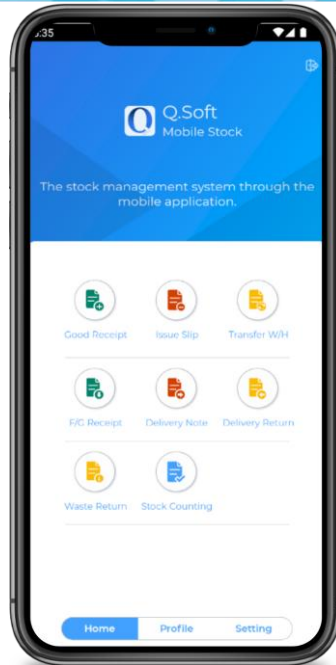 :35
Q Q.Soft
Mobile Stock
The stock management system through the
mobile application.
Good Receipt Issue Slip Transfer W/H
F/G Receipt Delivery Note Delivery Return
Waste Return Stock Counting
Home Profile Setting